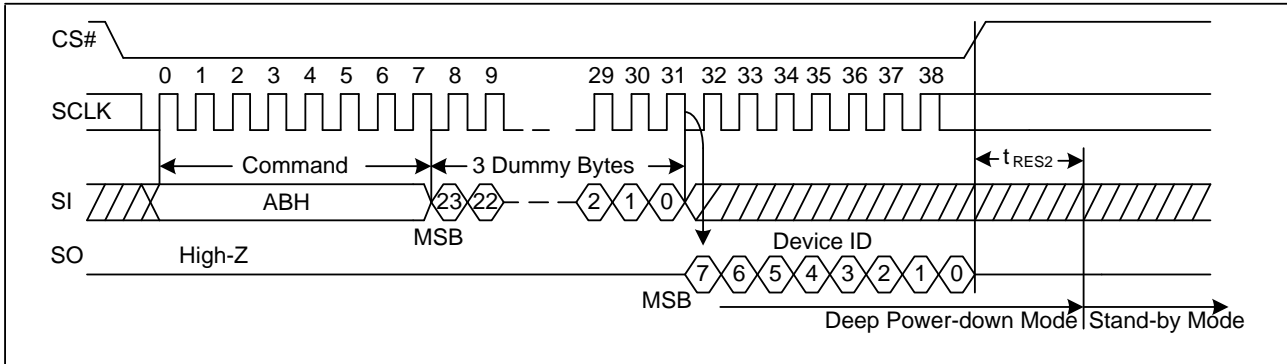 CS#
0 1 2 3 4 5 6 7 8 9 29 30 31 32 33 34 35 36 37 38
SCLK
Command 3 Dummy Bytes tRES2
SI ABH 23 22 2 1 0
MSB
SO High-Z Device ID
7 6 5 4 3 2 1 0
MSB
Deep Power-down Mode Stand-by Mode